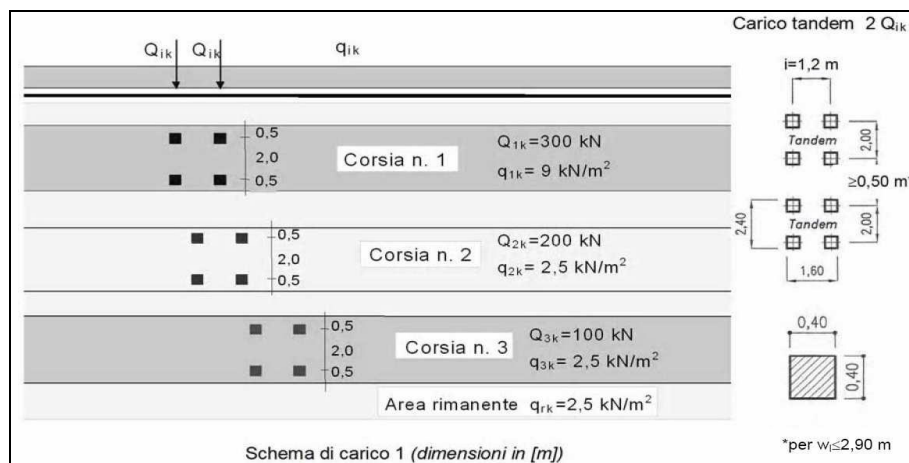 Carico tandem 2 Qik
Qik Qik qik
i=1,2 m
0,5
2,0
0,5
Corsia n. 1
Q1k=300 kN
q1k= 9 kN/m²
Tandem
2,00
≥0,50 m*
0,5
2,0
0,5
Corsia n. 2
Q2k=200 kN
q2k= 2,5 kN/m²
2,40
Tandem
2,00
1,60
0,5
2,0
0,5
Corsia n. 3
Q3k=100 kN
q3k= 2,5 kN/m²
0,40
0,40
Area rimanente qrk=2,5 kN/m²
Schema di carico 1 (dimensioni in [m])
*per wl≤2,90 m